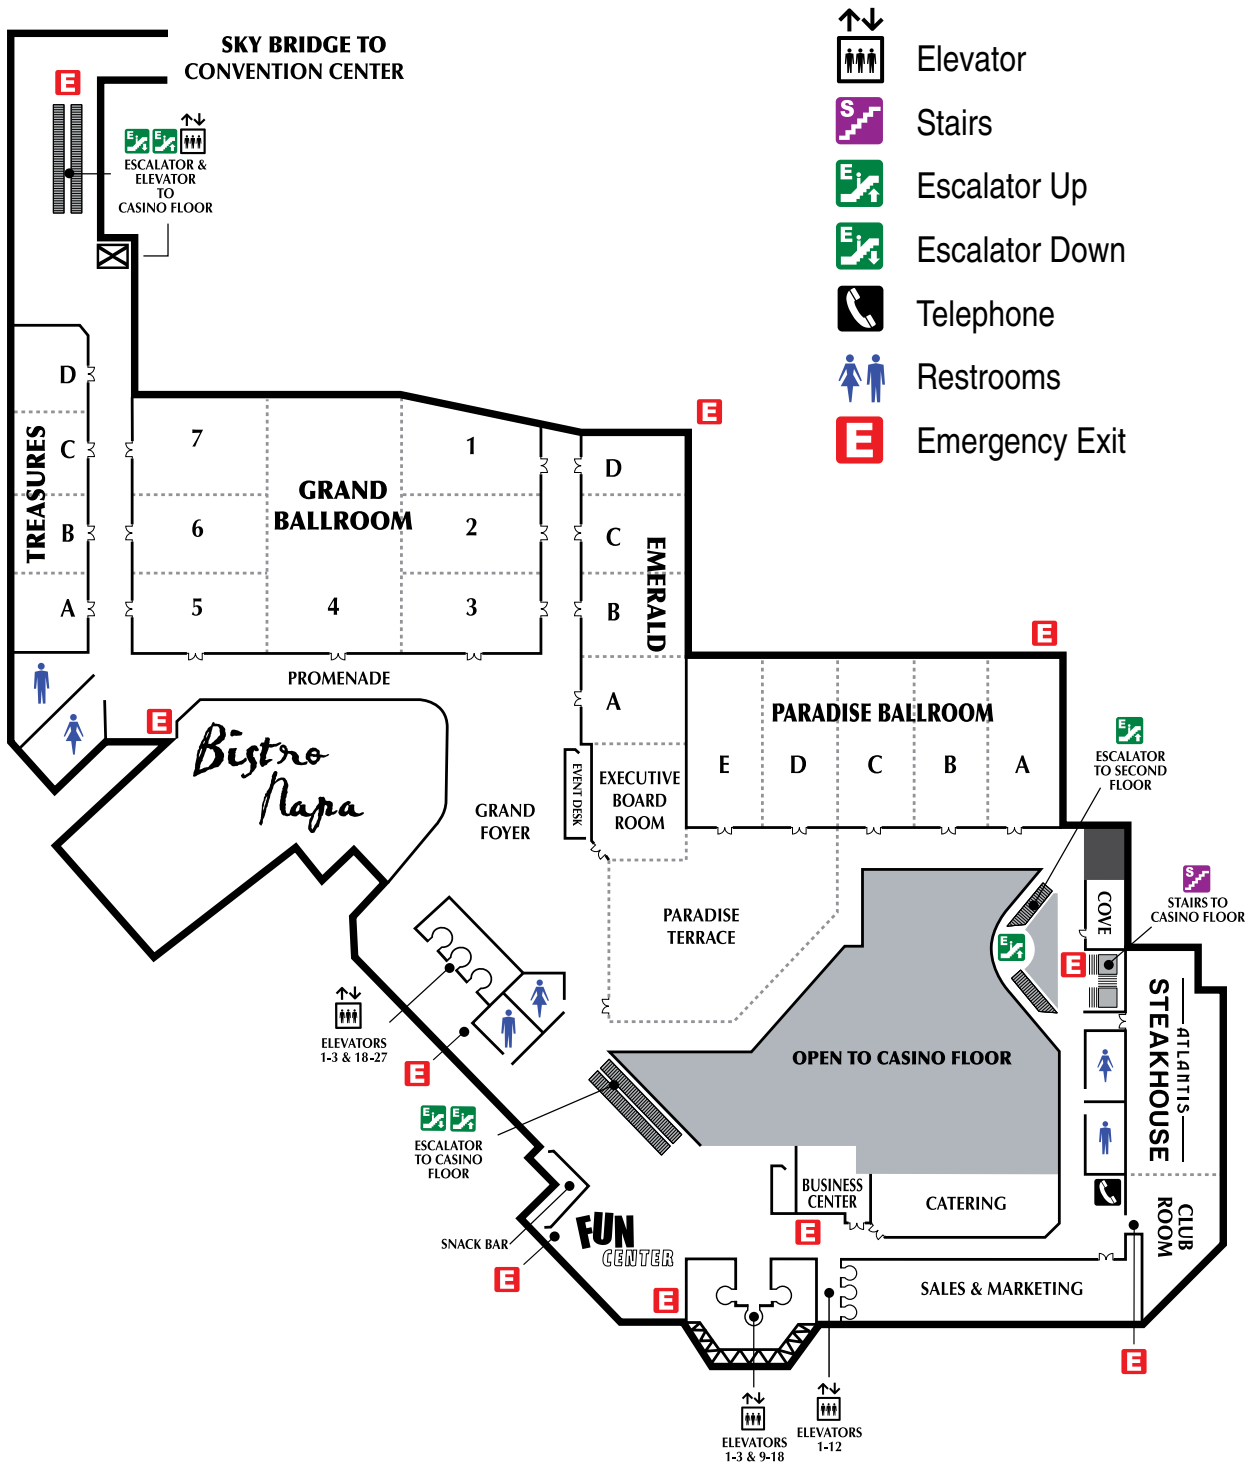 SKY BRIDGE TO
CONVENTION CENTER
E
E
E
ESCALATOR &
ELEVATOR
TO
CASINO FLOOR
Elevator
S
Stairs
E
Escalator Up
E
Escalator Down
Telephone
Restrooms
E
Emergency Exit
TREASURES
D
C
B
A
GRAND
BALLROOM
7
6
5
4
1
2
3
E
EMERALD
D
C
B
A
PROMENADE
E
Bistro
Napa
GRAND
FOYER
EVENT DESK
EXECUTIVE
BOARD
ROOM
E
PARADISE BALLROOM
E
D
C
B
A
E
ESCALATOR
TO SECOND
FLOOR
S
STAIRS TO
CASINO FLOOR
COVE
E
E
PARADISE
TERRACE
OPEN TO CASINO FLOOR
ATLANTIS
STEAKHOUSE
CLUB
ROOM
ELEVATORS
1-3 & 18-27
E
E
E
ESCALATOR
TO CASINO
FLOOR
SNACK BAR
FUN
CENTER
E
E
BUSINESS
CENTER
E
CATERING
SALES & MARKETING
E
ELEVATORS
1-3 & 9-18
ELEVATORS
1-12